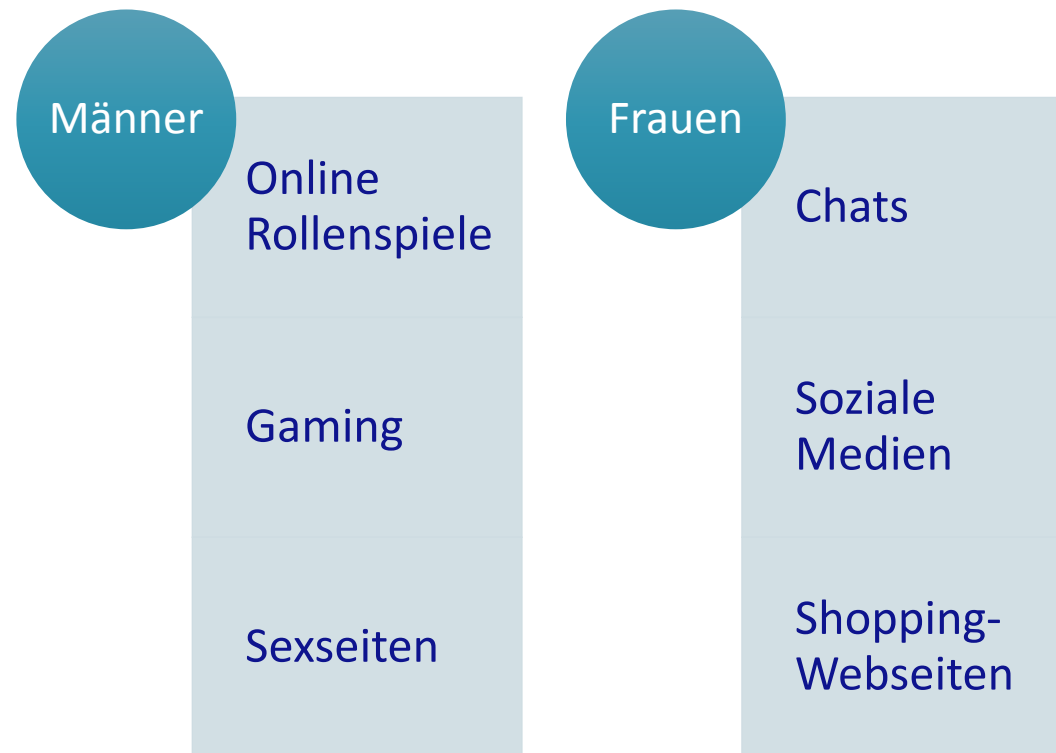 Männer
Online
Rollenspiele
Gaming
Sexseiten
Frauen
Chats
Soziale
Medien
Shopping-
Webseiten